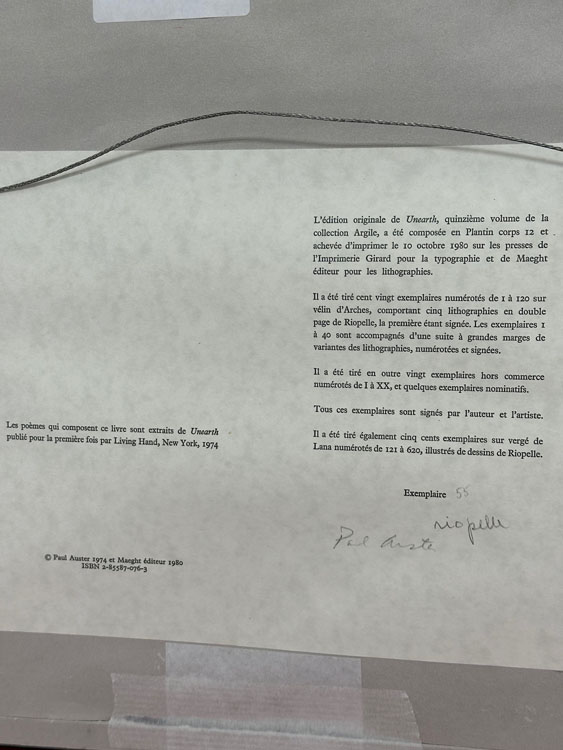 L'édition originale de Unearth, quinzième volume de la
collection Argile, a été composée en Plantin corps 12 et
achevée d'imprimer le 10 octobre 1980 sur les presses de
l'Imprimerie Girard pour la typographie et de Maeght
éditeur pour les lithographies.
Il a été tiré cent vingt exemplaires numérotés de 1 à 120 sur
vélin d'Arches, comportant cinq lithographies en double
page de Riopelle, la première étant signée. Les exemplaires 1
à 40 sont accompagnés d'une suite à grandes marges de
variantes des lithographies, numérotées et signées.
Il a été tiré en outre vingt exemplaires hors commerce
numérotés de I à XX, et quelques exemplaires nominatifs.
Tous ces exemplaires sont signés par l'auteur et l'artiste.
Il a été tiré également cinq cents exemplaires sur vergé de
Lana numérotés de 121 à 620, illustrés de dessins de Riopelle.
Exemplaire 55
riopelle
Paul Auster
Les poèmes qui composent ce livre sont extraits de Unearth
publié pour la première fois par Living Hand, New York, 1974
© Paul Auster 1974 et Maeght éditeur 1980
ISBN 2-85587-076-3